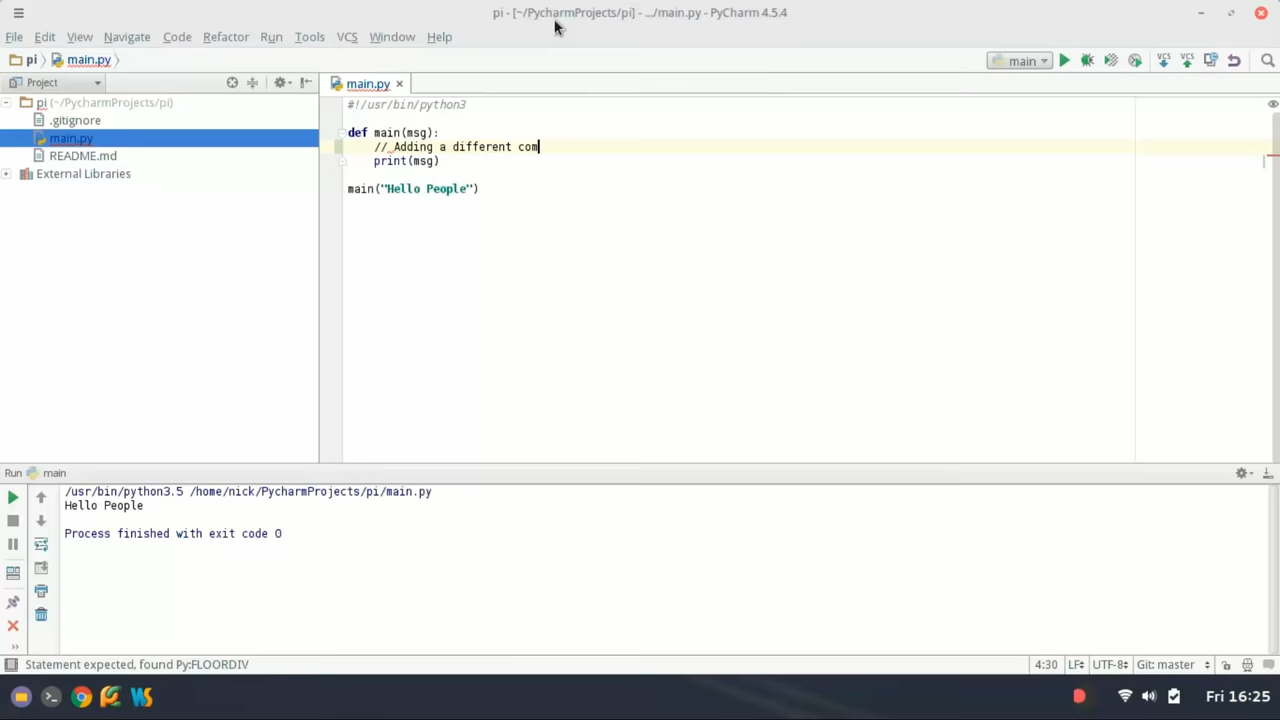 pi - [~/PycharmProjects/pi] - .../main.py - PyCharm 4.5.4
File Edit View Navigate Code Refactor Run Tools VCS Window Help
pi main.py main VCS VCS
Project main.py
pi (~/PycharmProjects/pi)
.gitignore
main.py
README.md
External Libraries
#!/usr/bin/python3
def main(msg):
// Adding a different com
print(msg)
main("Hello People")
Run main
/usr/bin/python3.5 /home/nick/PycharmProjects/pi/main.py
Hello People
Process finished with exit code 0
Statement expected, found Py:FLOORDIV 4:30 LF UTF-8 Git: master
WS Fri 16:25